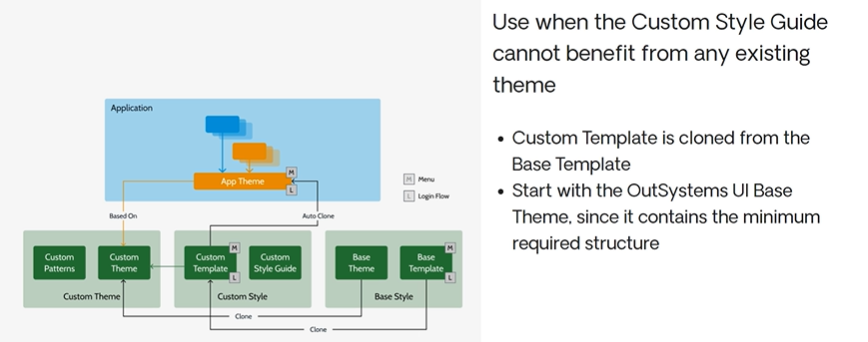 Use when the Custom Style Guide
cannot benefit from any existing
theme
• Custom Template is cloned from the
Base Template
• Start with the OutSystems UI Base
Theme, since it contains the minimum
required structure
Application
M
App Theme
L
M Menu
L Login Flow
Based On
Auto Clone
Custom
Patterns
Custom
Theme
Custom Theme
M
Custom
Template
L
Custom
Style Guide
Custom Style
Base
Theme
M
Base
Template
L
Base Style
Clone
Clone